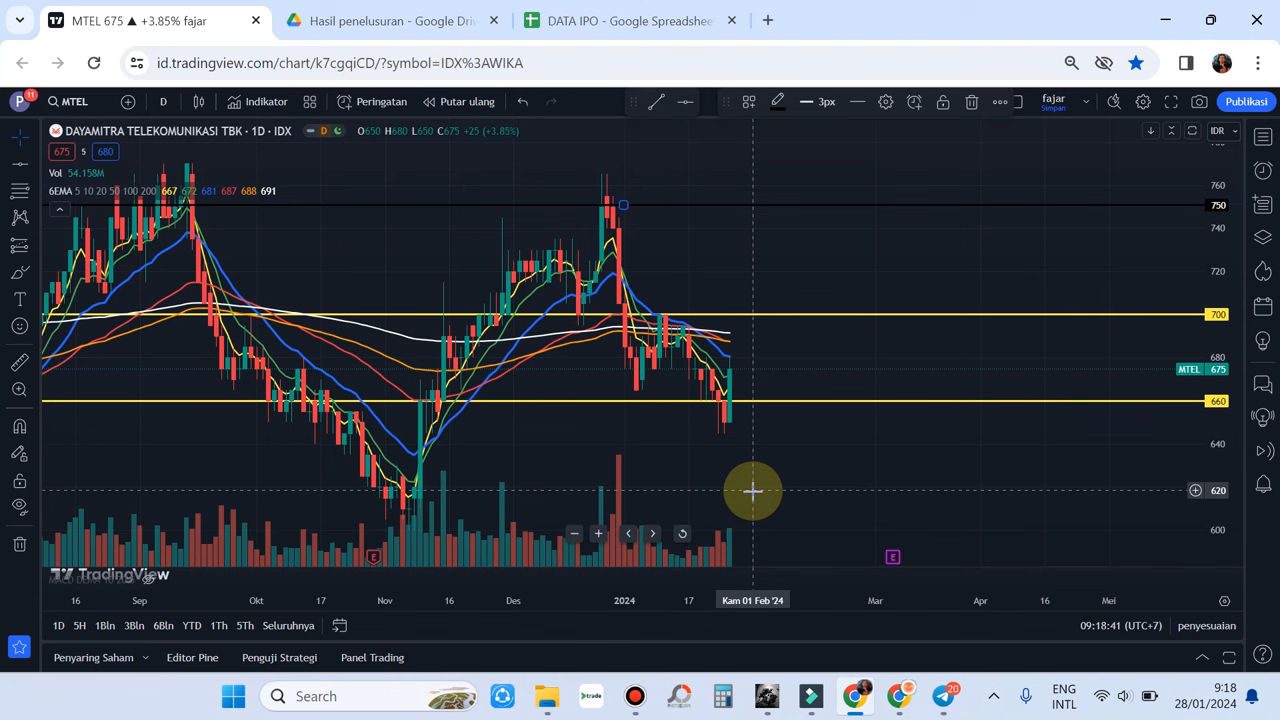 MTEL 675 ▲ +3.85% fajar
Hasil penelusuran - Google Driv
DATA IPO - Google Spreadsheet
id.tradingview.com/chart/k7cgqiCD/?symbol=IDX%3AWIKA
P 11
MTEL
D
Indikator
Peringatan
Putar ulang
3px
fajar
Simpan
Publikasi
DAYAMITRA TELEKOMUNIKASI TBK · 1D · IDX
D
O650 H680 L650 C675 +25 (+3.85%)
IDR
675 5 680
Vol 54.158M
6EMA 5 10 20 50 100 200 667 672 681 687 688 691
760
750
740
720
700
680
MTEL 675
660
640
620
600
E
E
TradingView
16 Sep Okt 17 Nov 16 Des 2024 17 Kam 01 Feb '24 Mar Apr 16 Mei
1D 5H 1Bln 3Bln 6Bln YTD 1Th 5Th Seluruhnya
09:18:41 (UTC+7) penyesuaian
Penyaring Saham
Editor Pine
Penguji Strategi
Panel Trading
Search
trade
20
ENG
INTL
9:18
28/01/2024